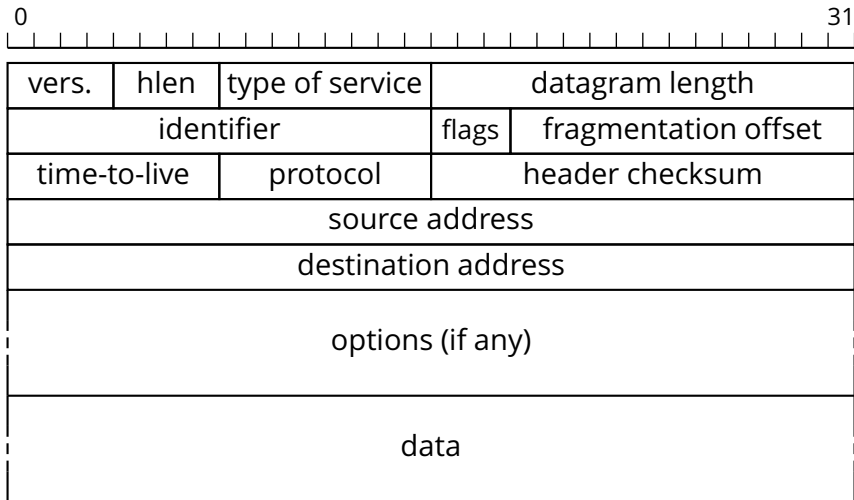 0 31
vers. hlen type of service datagram length
identifier flags fragmentation offset
time-to-live protocol header checksum
source address
destination address
options (if any)
data